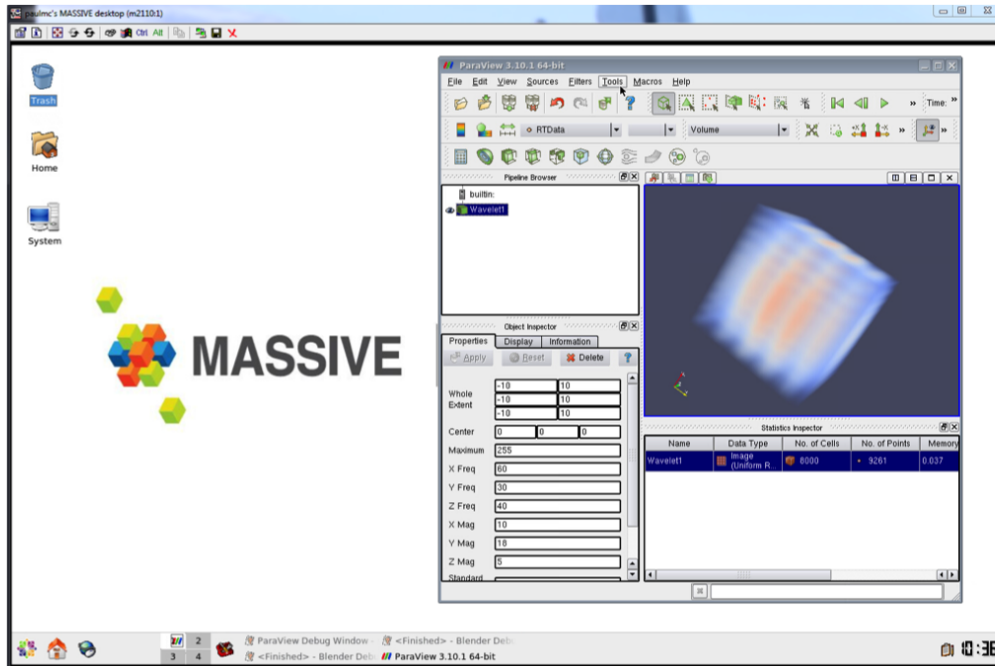 paulmc's MASSIVE desktop (m2110:1)
Ctrl Alt
Trash
Home
System
MASSIVE
ParaView 3.10.1 64-bit
File Edit View Sources Filters Tools Macros Help
Time:
RTData Volume
Pipeline Browser
builtin:
Wavelet1
Object Inspector
Properties Display Information
Apply Reset Delete ?
Whole Extent
-10 10
-10 10
-10 10
Center 0 0 0
Maximum 255
X Freq 60
Y Freq 30
Z Freq 40
X Mag 10
Y Mag 18
Z Mag 5
Standard
Statistics Inspector
Name Data Type No. of Cells No. of Points Memory
Wavelet1 Image (Uniform R... 8000 9261 0.037
2
3 4
ParaView Debug Window - <Finished> - Blender Deb
<Finished> - Blender Deb ParaView 3.10.1 64-bit
10:36